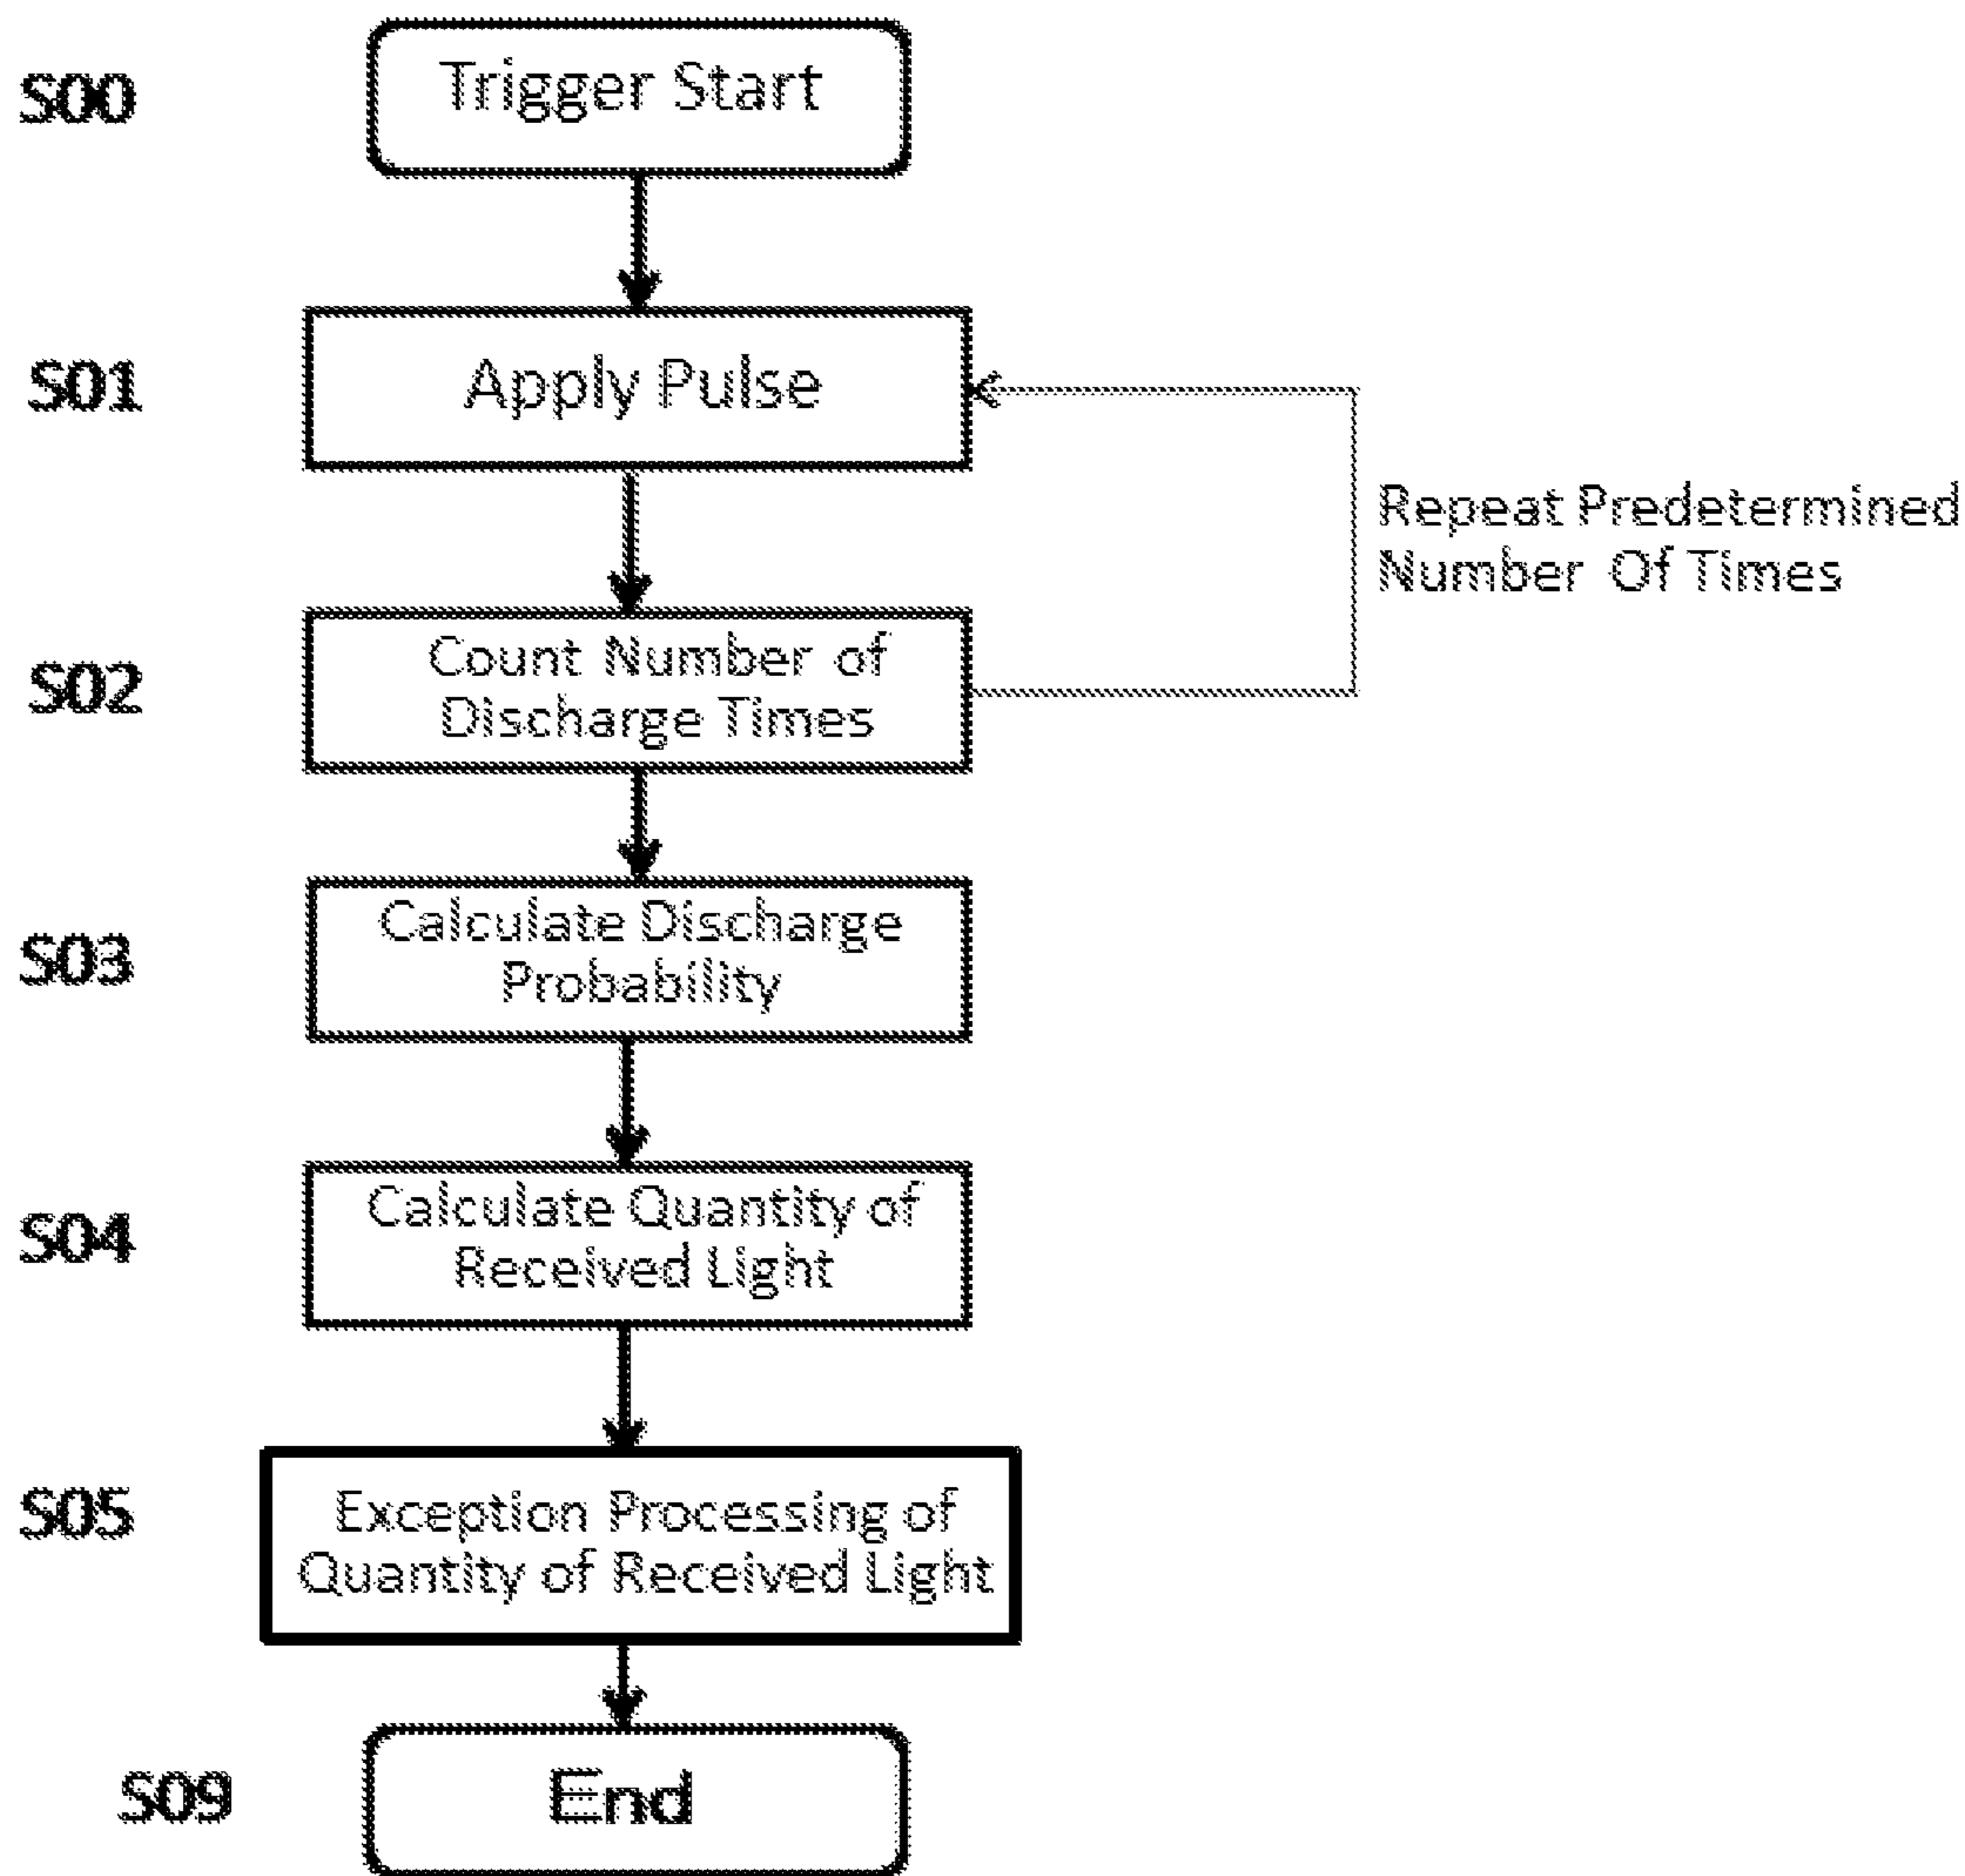 S00
Trigger Start
S01
Apply Pulse
Repeat Predetermined
Number Of Times
S02
Count Number of
Discharge Times
S03
Calculate Discharge
Probability
S04
Calculate Quantity of
Received Light
S05
Exception Processing of
Quantity of Received Light
S09
End